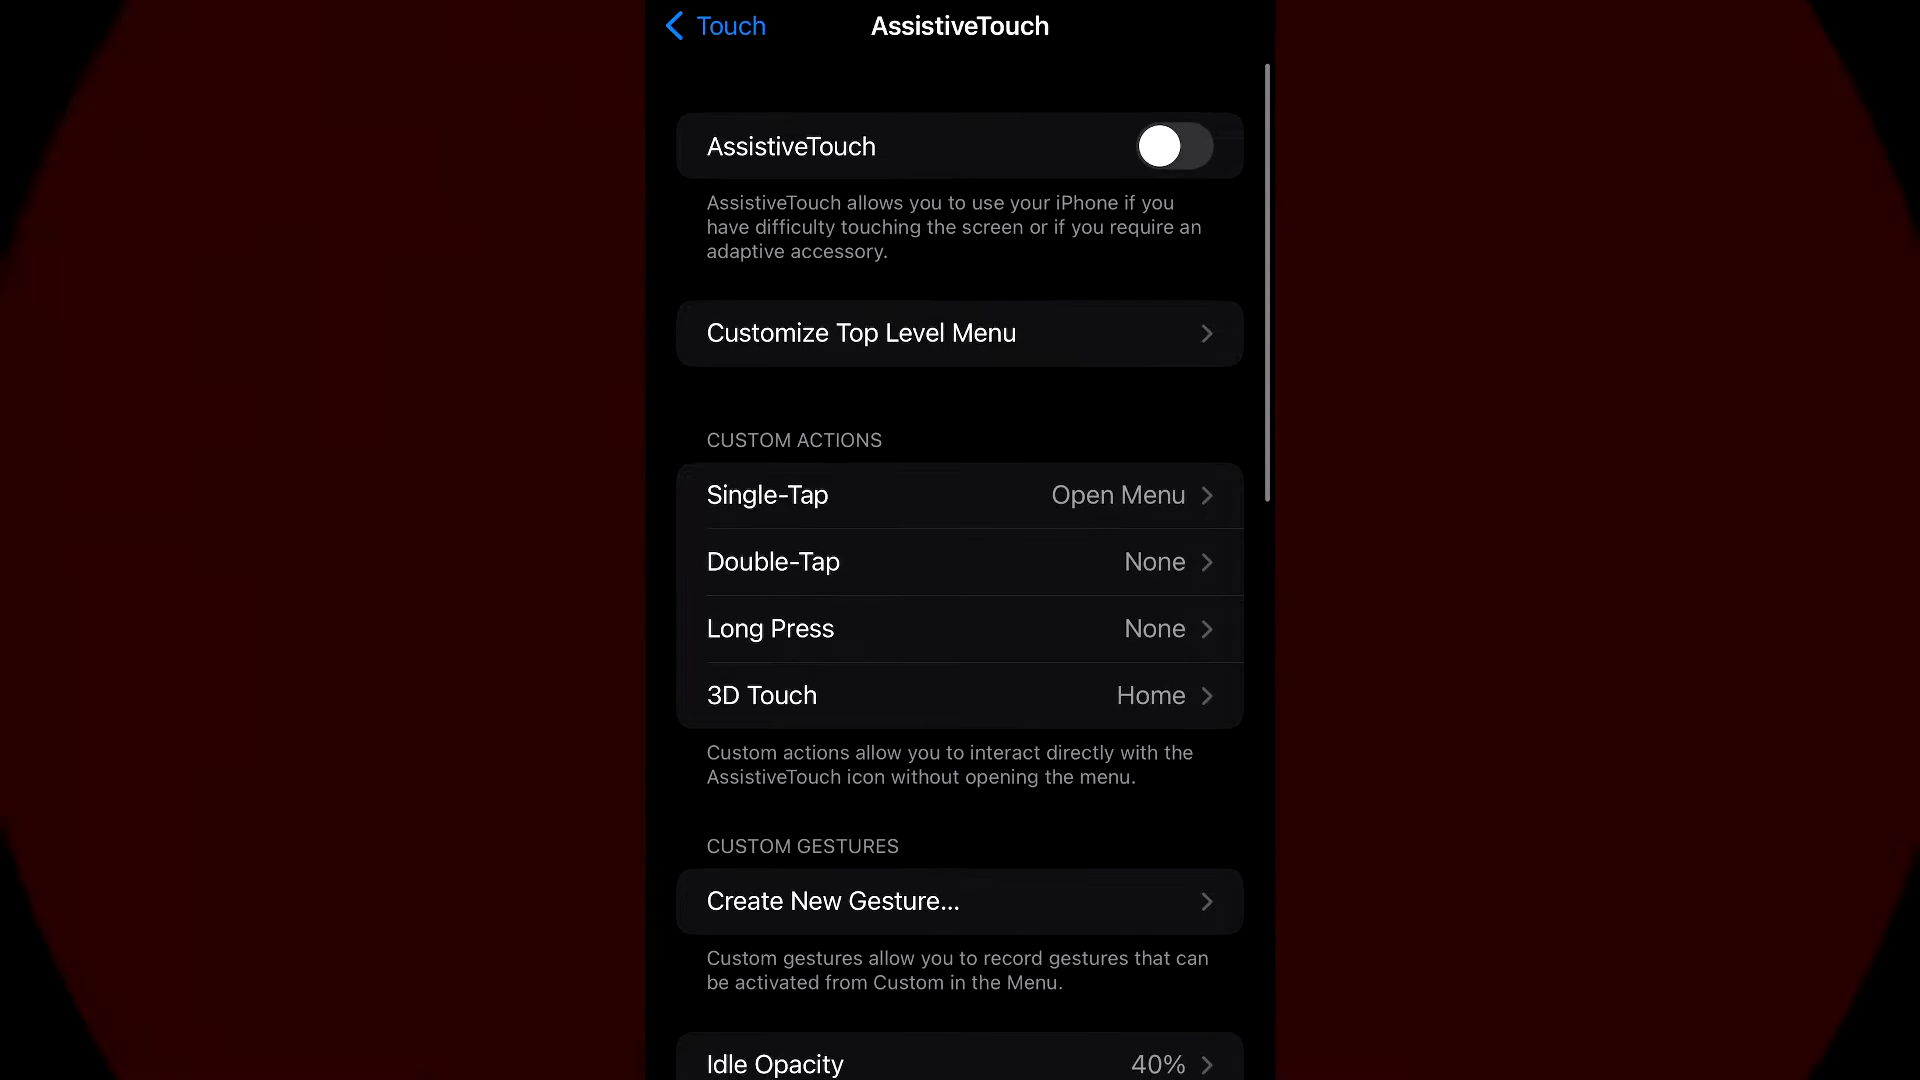 Touch
AssistiveTouch
AssistiveTouch
AssistiveTouch allows you to use your iPhone if you
have difficulty touching the screen or if you require an
adaptive accessory.
Customize Top Level Menu
CUSTOM ACTIONS
Single-Tap Open Menu
Double-Tap None
Long Press None
3D Touch Home
Custom actions allow you to interact directly with the
AssistiveTouch icon without opening the menu.
CUSTOM GESTURES
Create New Gesture...
Custom gestures allow you to record gestures that can
be activated from Custom in the Menu.
Idle Opacity 40%